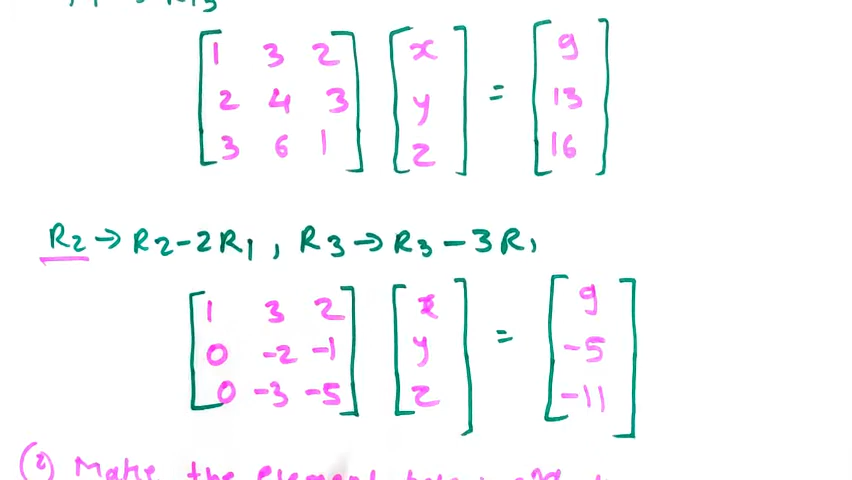 [1 3 2] [x] = [9]
[2 4 3] [y] [13]
[3 6 1] [z] [16]
R2 → R2 - 2R1, R3 → R3 - 3R1
[1 3 2] [x] = [9]
[0 -2 -1] [y] [-5]
[0 -3 -5] [z] [-11]
(2) Make the element